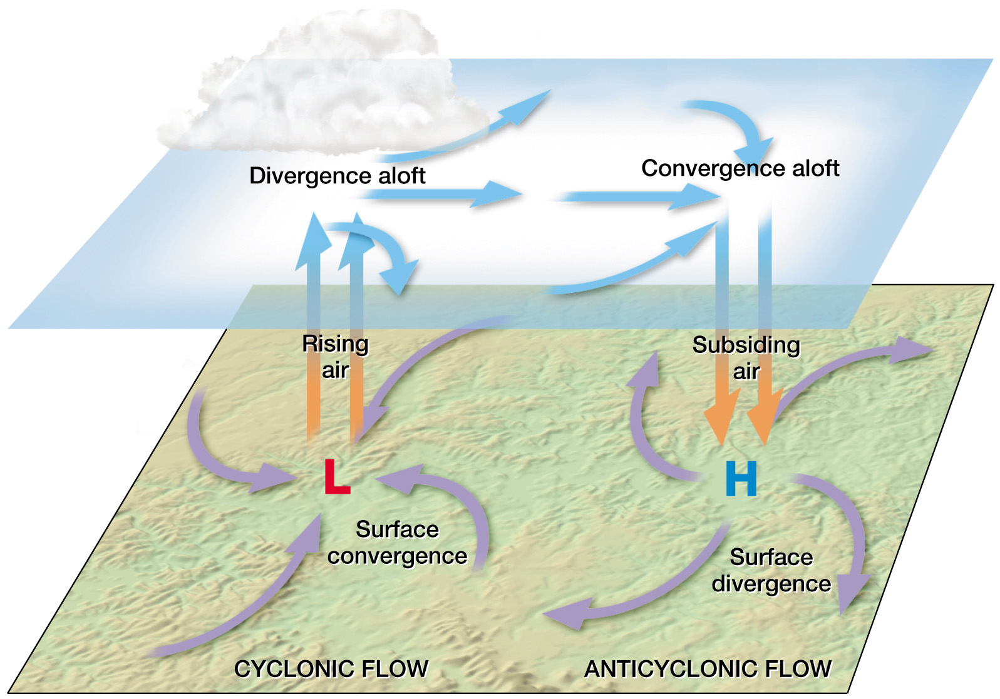 Divergence aloft
Convergence aloft
Rising
air
Subsiding
air
L
H
Surface
convergence
Surface
divergence
CYCLONIC FLOW
ANTICYCLONIC FLOW